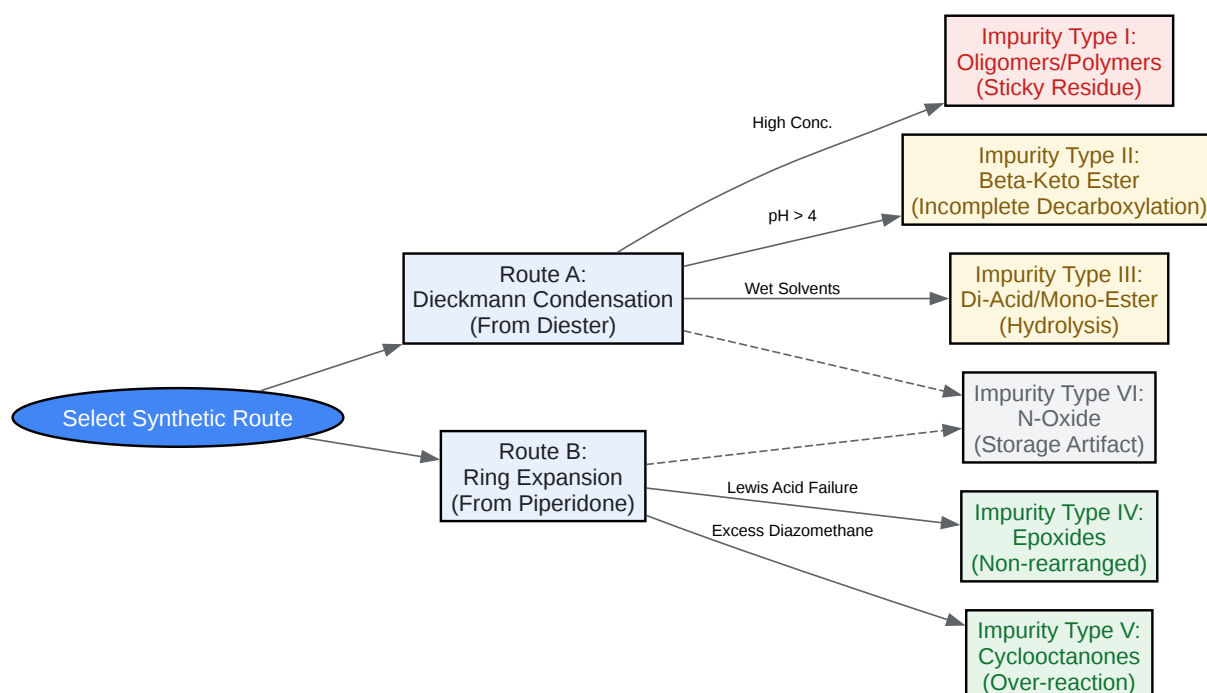 Select Synthetic Route
Route A:
Dieckmann Condensation
(From Diester)
Route B:
Ring Expansion
(From Piperidone)
High Conc.
pH > 4
Wet Solvents
Lewis Acid Failure
Excess Diazomethane
Impurity Type I:
Oligomers/Polymers
(Sticky Residue)
Impurity Type II:
Beta-Keto Ester
(Incomplete Decarboxylation)
Impurity Type III:
Di-Acid/Mono-Ester
(Hydrolysis)
Impurity Type VI:
N-Oxide
(Storage Artifact)
Impurity Type IV:
Epoxides
(Non-rearranged)
Impurity Type V:
Cyclooctanones
(Over-reaction)